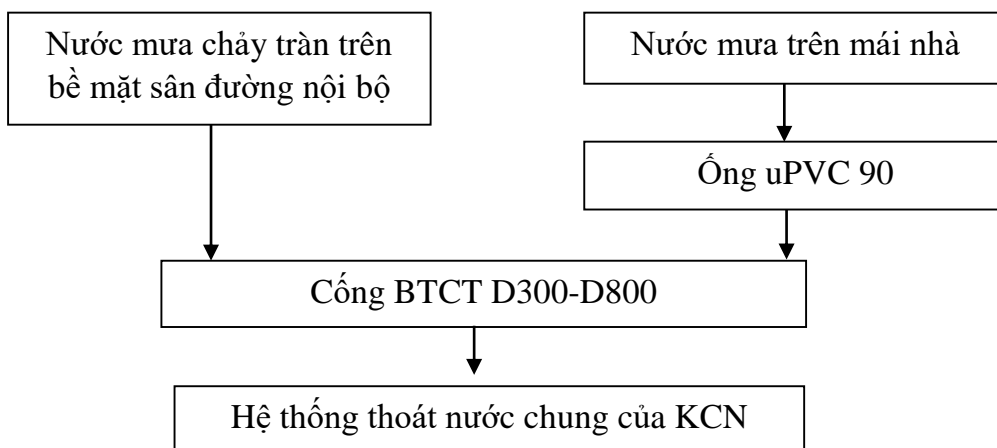 Nước mưa chảy tràn trên
bề mặt sân đường nội bộ
Nước mưa trên mái nhà
Ống uPVC 90
Cống BTCT D300-D800
Hệ thống thoát nước chung của KCN